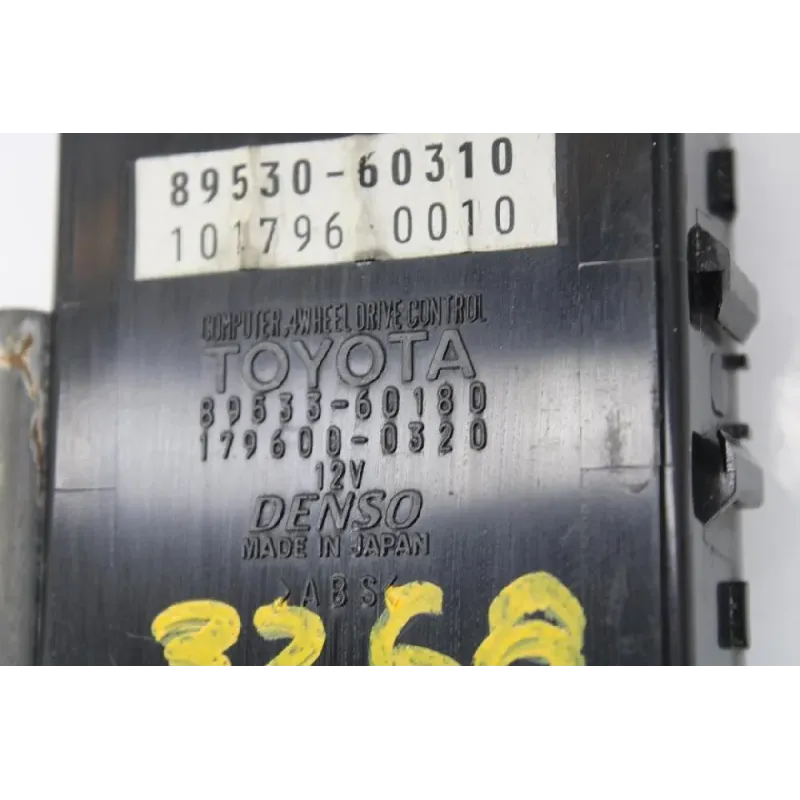 89530-60310
101796-0010
COMPUTER, 4WHEEL DRIVE CONTROL
TOYOTA
89533-60180
179600-0320
12V
DENSO
MADE IN JAPAN
>ABS<
3268